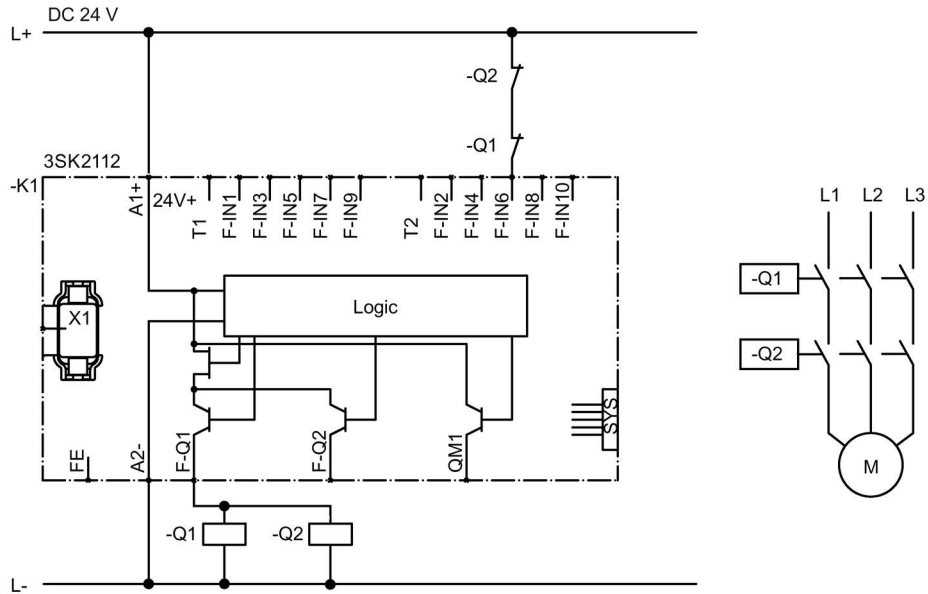 DC 24 V
L+
-Q2
-Q1
3SK2112
-K1
A1+
24V+
T1
F-IN1
F-IN3
F-IN5
F-IN7
F-IN9
T2
F-IN2
F-IN4
F-IN6
F-IN8
F-IN10
L1
L2
L3
Logic
X1
-Q1
-Q2
SYS
FE
A2-
F-Q1
F-Q2
QM1
M
-Q1
-Q2
L-